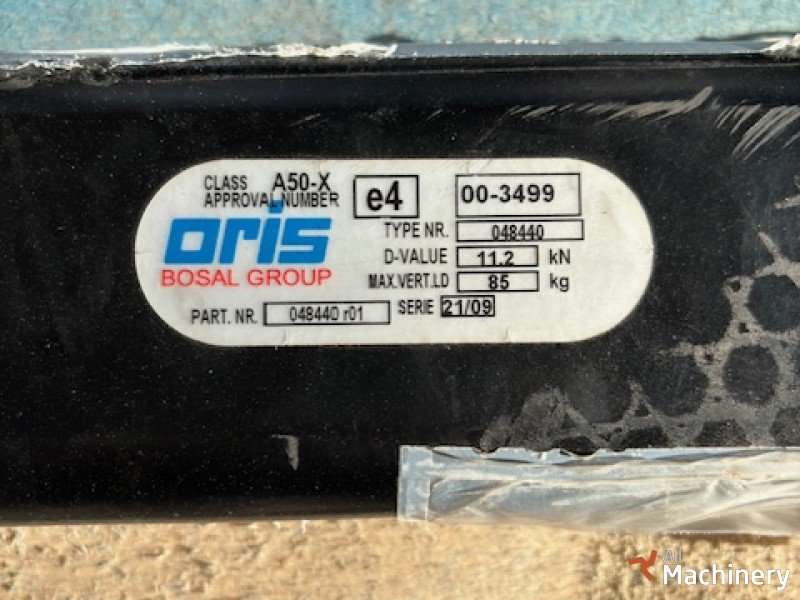 CLASS A50-X
APPROVAL NUMBER e4 00-3499
oris
BOSAL GROUP
TYPE NR. 048440
D-VALUE 11.2 kN
MAX.VERT.LD 85 kg
PART. NR. 048440 r01 SERIE 21/09
All
Machinery